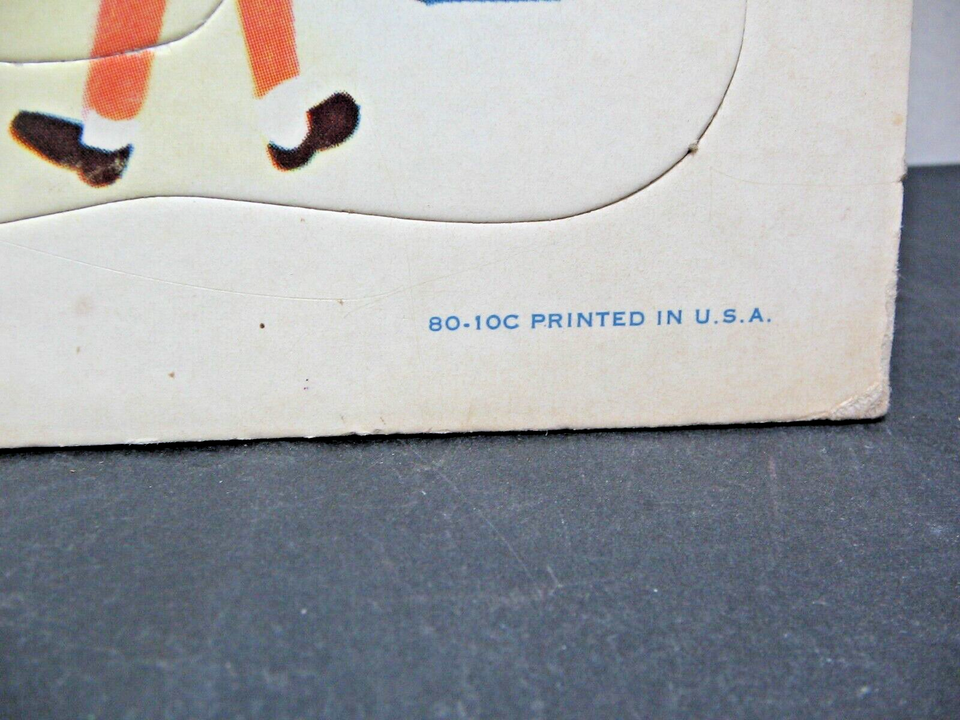 80-10C PRINTED IN U.S.A.